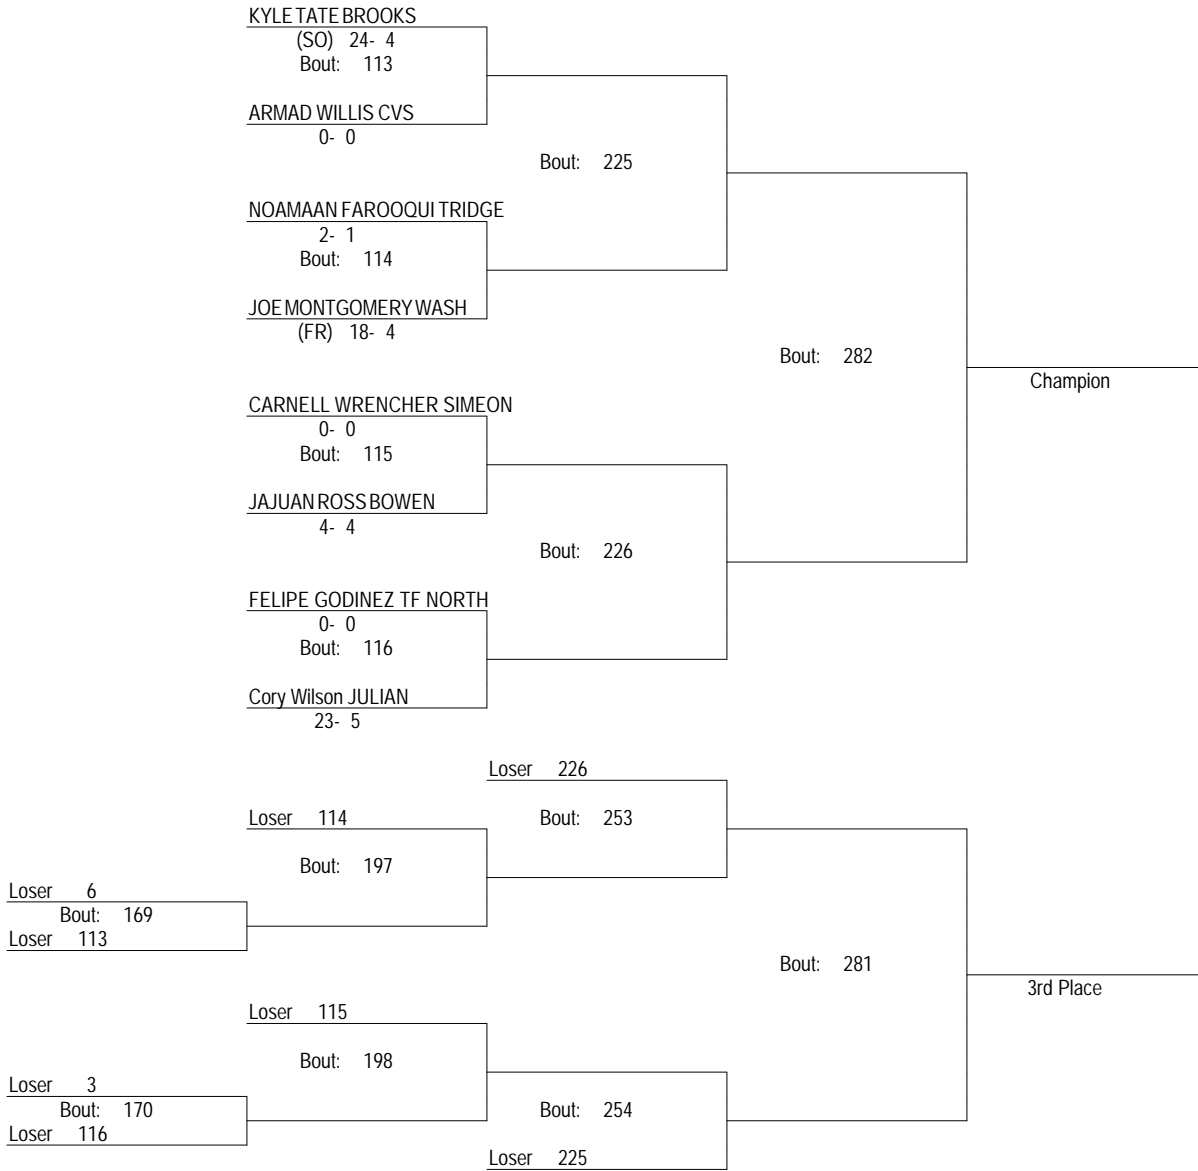 KYLE TATE BROOKS
(SO) 24- 4
Bout: 113
ARMAD WILLIS CVS
0- 0
Bout: 225
NOAMAAN FAROOQUI TRIDGE
2- 1
Bout: 114
JOE MONTGOMERY WASH
(FR) 18- 4
Bout: 282
Champion
CARNELL WRENCHER SIMEON
0- 0
Bout: 115
JAJUAN ROSS BOWEN
4- 4
Bout: 226
FELIPE GODINEZ TF NORTH
0- 0
Bout: 116
Cory Wilson JULIAN
23- 5
Loser 226
Loser 114
Bout: 253
Bout: 197
Loser 6
Bout: 169
Loser 113
Bout: 281
3rd Place
Loser 115
Bout: 198
Loser 3
Bout: 170
Bout: 254
Loser 116
Loser 225